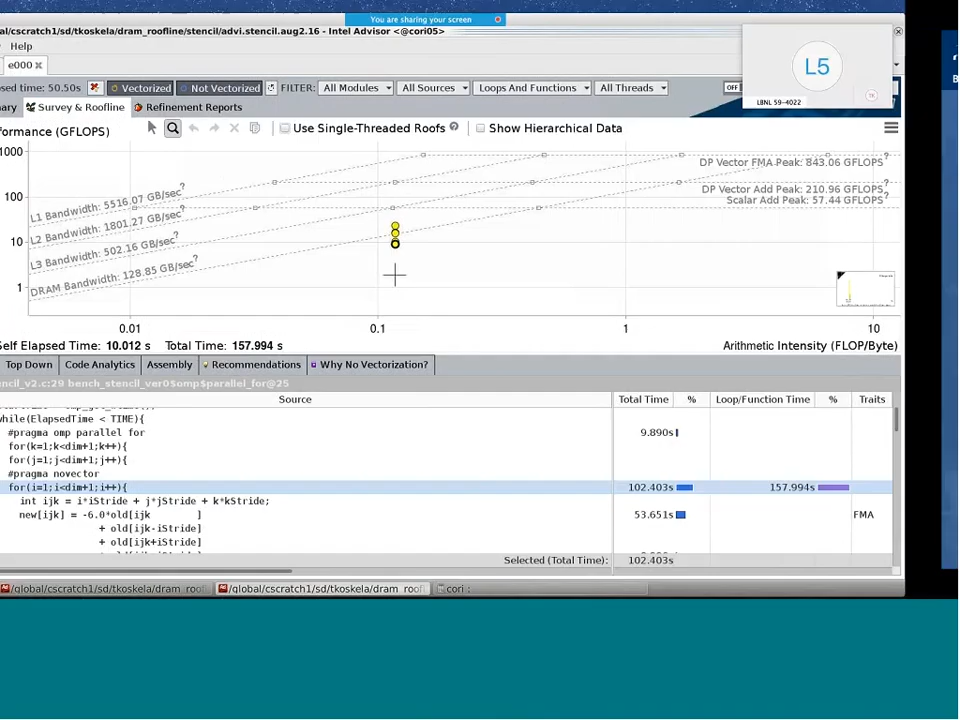 You are sharing your screen
al/cscratch1/sd/tkoskela/dram_roofline/stencil/advi.stencil.aug2.16 - Intel Advisor <@cori05>
Help
e000
sed time: 50.50s Vectorized Not Vectorized FILTER: All Modules All Sources Loops And Functions All Threads OFF
L5
LBNL 59-4022
ary Survey & Roofline Refinement Reports
formance (GFLOPS) Use Single-Threaded Roofs Show Hierarchical Data
1000
100
10
1
L1 Bandwidth: 5516.07 GB/sec?
L2 Bandwidth: 1801.27 GB/sec?
L3 Bandwidth: 502.16 GB/sec?
DRAM Bandwidth: 128.85 GB/sec?
DP Vector FMA Peak: 843.06 GFLOPS?
DP Vector Add Peak: 210.96 GFLOPS?
Scalar Add Peak: 57.44 GFLOPS?
0.01 0.1 1 10
Self Elapsed Time: 10.012 s Total Time: 157.994 s Arithmetic Intensity (FLOP/Byte)
Top Down Code Analytics Assembly Recommendations Why No Vectorization?
encil_v2.c:29 bench_stencil_ver0$omp$parallel_for@25
Source Total Time % Loop/Function Time % Traits
while(ElapsedTime < TIME){
#pragma omp parallel for 9.890s
for(k=1;k<dim+1;k++){
for(j=1;j<dim+1;j++){
#pragma novector
for(i=1;i<dim+1;i++){ 102.403s 157.994s
int ijk = i*iStride + j*jStride + k*kStride;
new[ijk] = -6.0*old[ijk ] 53.651s FMA
+ old[ijk-iStride]
+ old[ijk+iStride]
Selected (Total Time): 102.403s
/global/cscratch1/sd/tkoskela/dram_roof /global/cscratch1/sd/tkoskela/dram_roof cori :